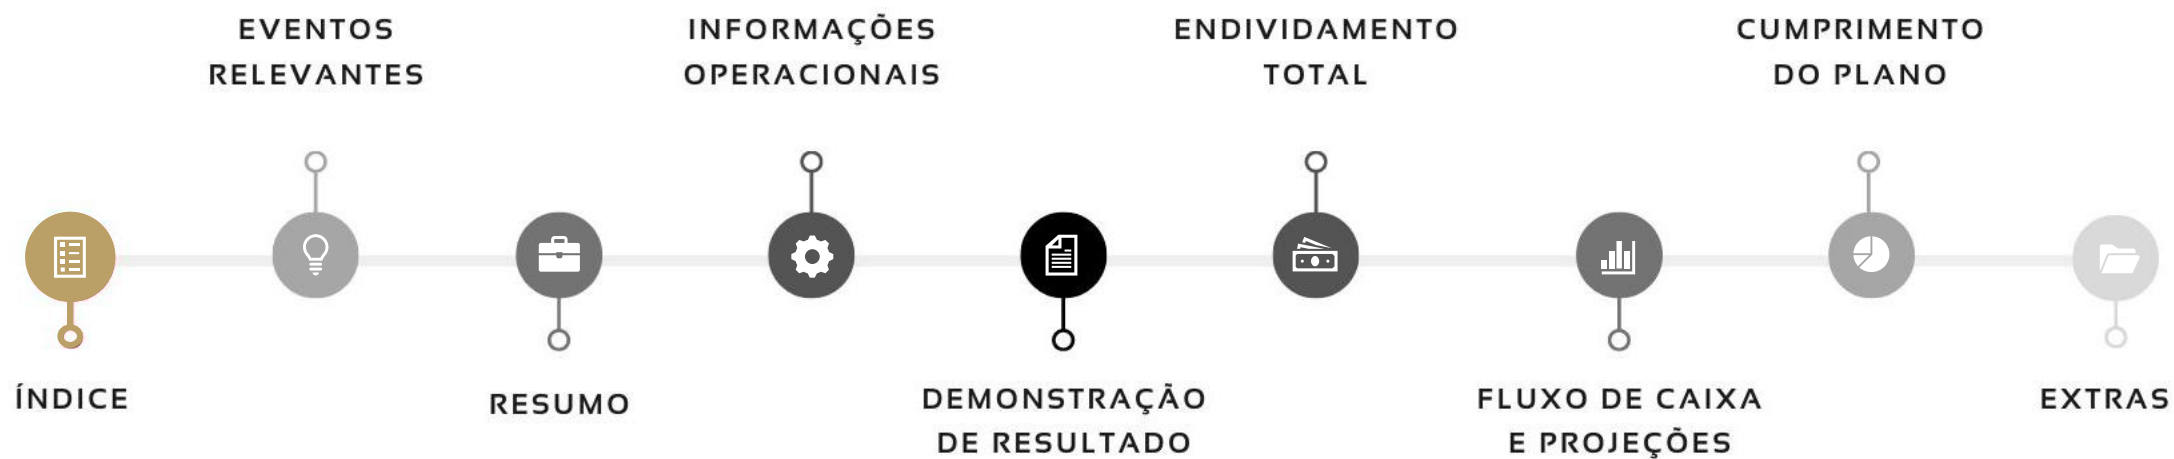 ÍNDICE
EVENTOS
RELEVANTES
RESUMO
INFORMAÇÕES
OPERACIONAIS
DEMONSTRAÇÃO
DE RESULTADO
ENDIVIDAMENTO
TOTAL
FLUXO DE CAIXA
E PROJEÇÕES
CUMPRIMENTO
DO PLANO
EXTRAS